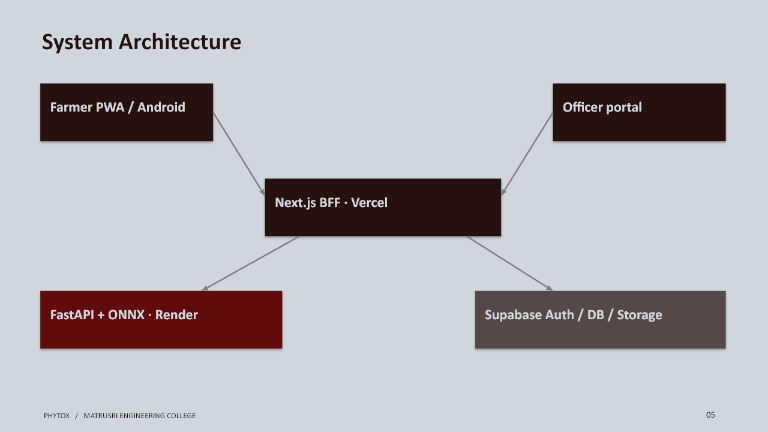 System Architecture
Farmer PWA / Android
Officer portal
Next.js BFF · Vercel
FastAPI + ONNX · Render
Supabase Auth / DB / Storage
PHYTOX / MATRUSRI ENGINEERING COLLEGE
05